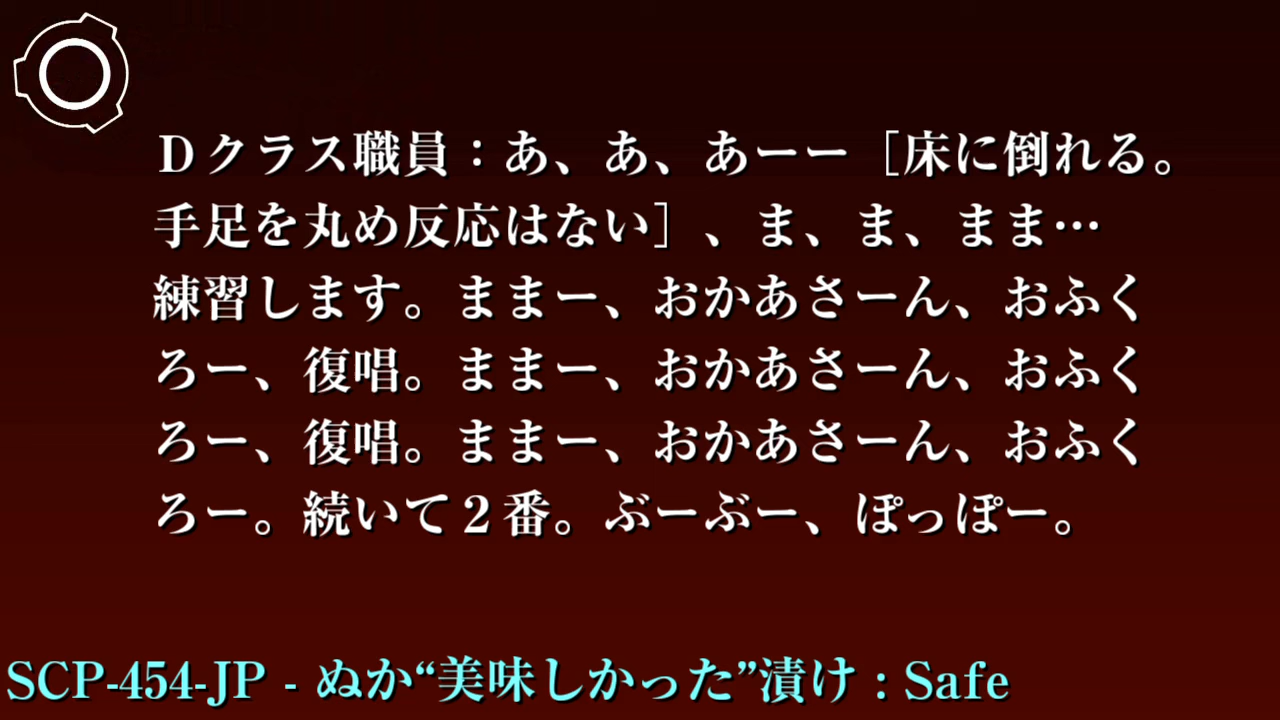 Ｄクラス職員：あ、あ、あーー［床に倒れる。
手足を丸め反応はない］、ま、ま、まま…
練習します。ままー、おかあさーん、おふく
ろー、復唱。ままー、おかあさーん、おふく
ろー、復唱。ままー、おかあさーん、おふく
ろー。続いて２番。ぶーぶー、ぽっぽー。
SCP-454-JP - ぬか“美味しかった”漬け：Safe